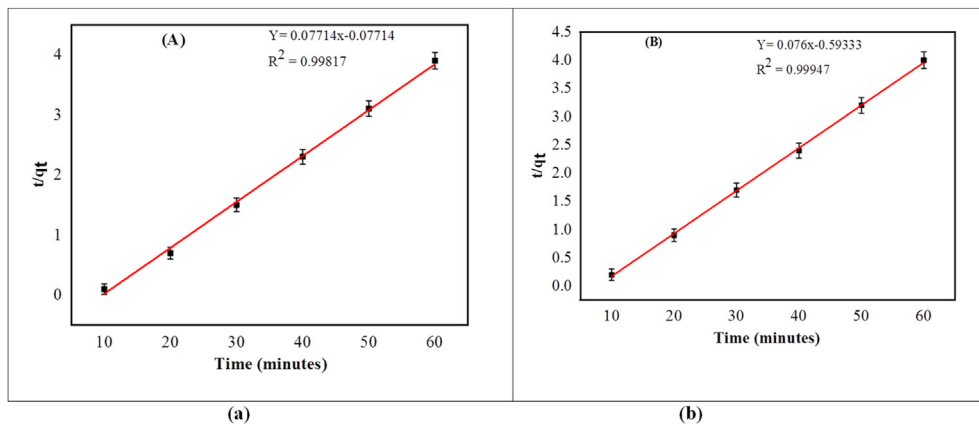 (A)
Y= 0.07714x-0.07714
R2 = 0.99817
4
3
2
1
0
t/qt
10 20 30 40 50 60
Time (minutes)
(a)
(B)
Y= 0.076x-0.59333
R2 = 0.99947
4.5
4.0
3.5
3.0
2.5
2.0
1.5
1.0
0.5
0.0
t/qt
10 20 30 40 50 60
Time (minutes)
(b)